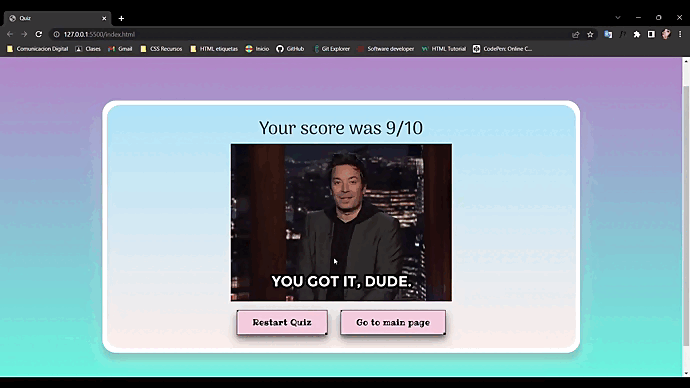 Quiz
127.0.0.1:5500/index.html
Comunicacion Digital
Clases
Gmail
CSS Recursos
HTML etiquetas
Inicio
GitHub
Git Explorer
Software developer
HTML Tutorial
CodePen: Online C...
Your score was 9/10
YOU GOT IT, DUDE.
Restart Quiz
Go to main page